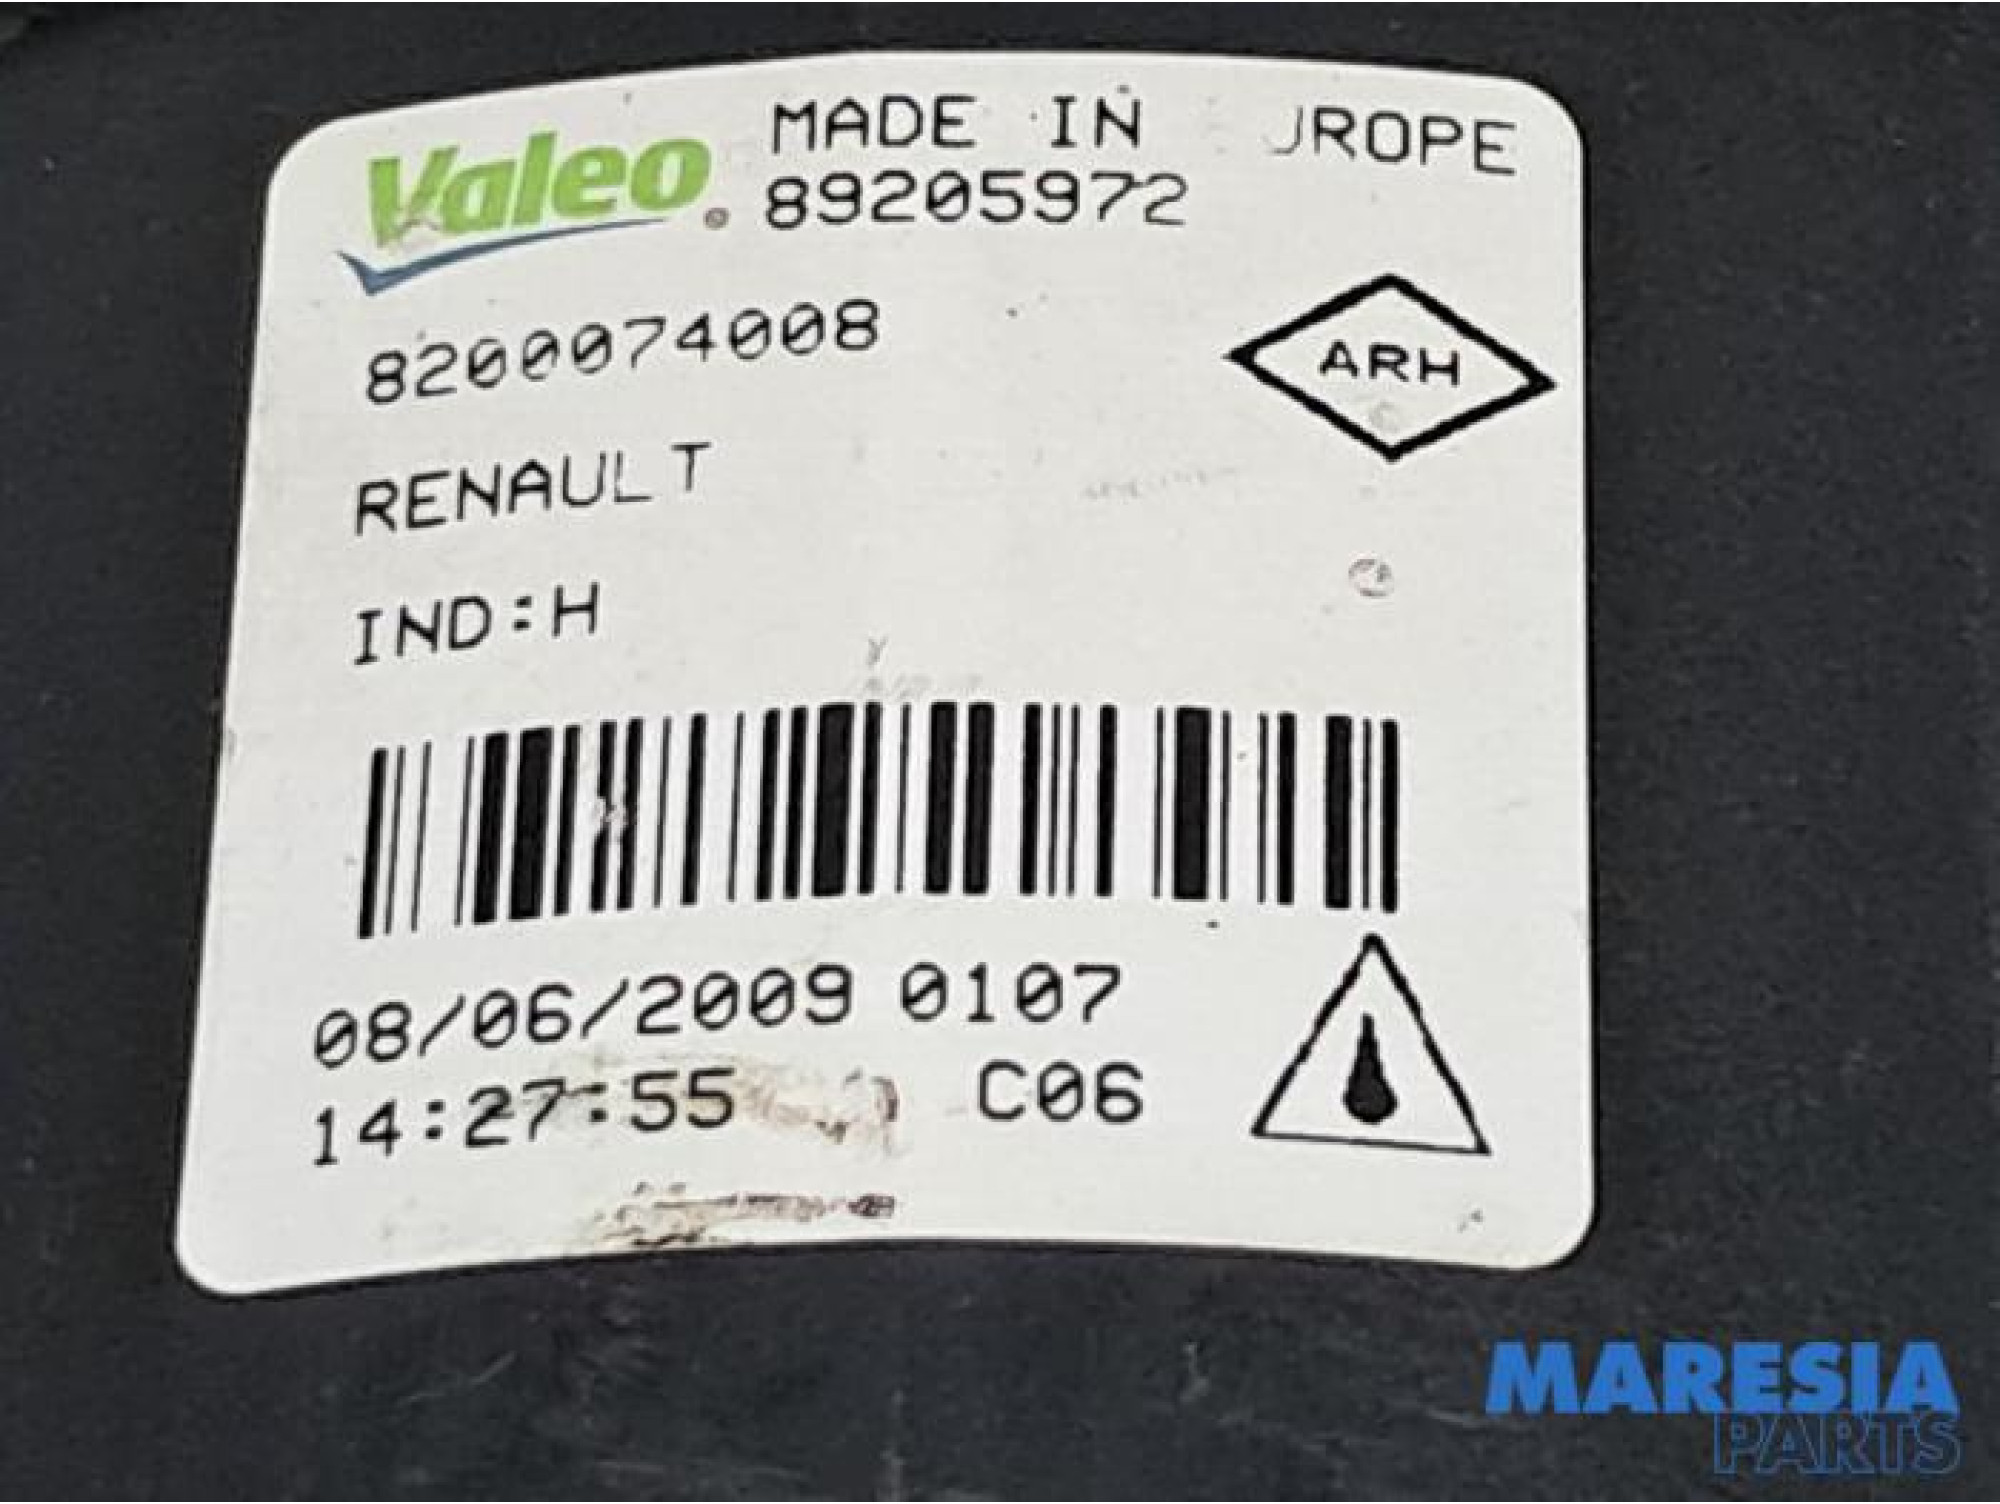 Valeo MADE IN JROPE
89205972
8200074008
ARH
RENAULT
IND:H
08/06/2009 0107
14:27:55 C06
MARESIA
PARTS